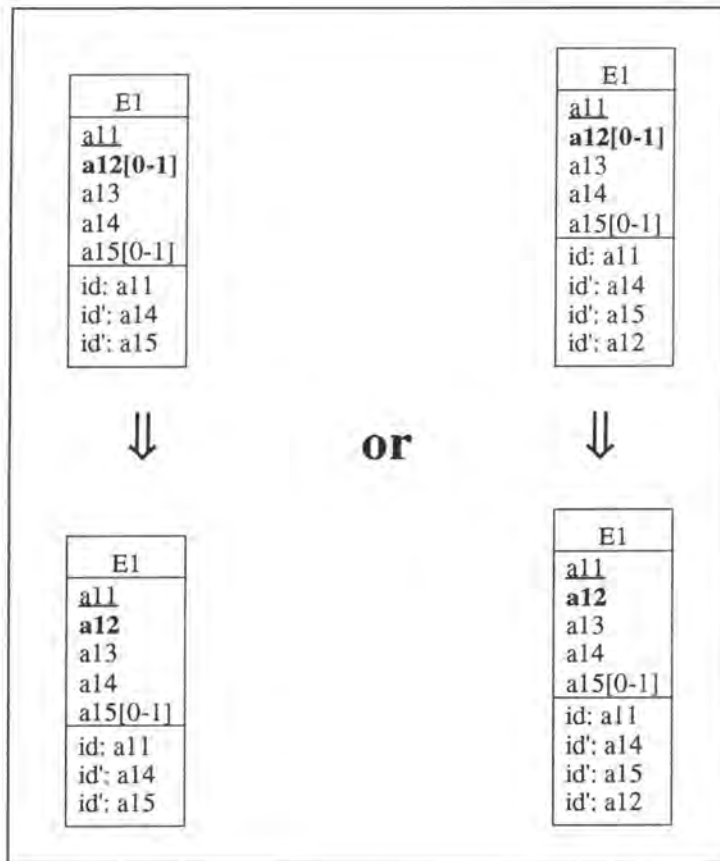 E1
a11
a12[0-1]
a13
a14
a15[0-1]
id: a11
id': a14
id': a15
⇓
E1
a11
a12
a13
a14
a15[0-1]
id: a11
id': a14
id': a15
or
E1
a11
a12[0-1]
a13
a14
a15[0-1]
id: a11
id': a14
id': a15
id': a12
⇓
E1
a11
a12
a13
a14
a15[0-1]
id: a11
id': a14
id': a15
id': a12